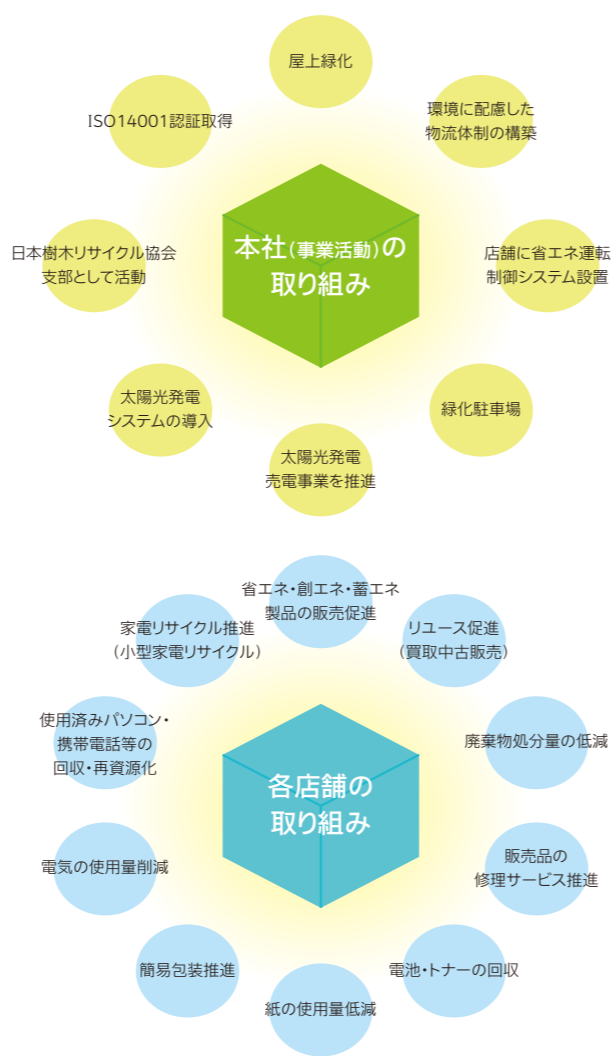 屋上緑化
ISO14001認証取得
環境に配慮した
物流体制の構築
本社(事業活動)の
取り組み
日本樹木リサイクル協会
支部として活動
店舗に省エネ運転
制御システム設置
太陽光発電
システムの導入
緑化駐車場
太陽光発電
売電事業を推進
省エネ・創エネ・蓄エネ
製品の販売促進
家電リサイクル推進
(小型家電リサイクル)
リユース促進
(買取中古販売)
使用済みパソコン・
携帯電話等の
回収・再資源化
廃棄物処分量の低減
各店舗の
取り組み
電気の使用量削減
販売品の
修理サービス推進
簡易包装推進
電池・トナーの回収
紙の使用量低減